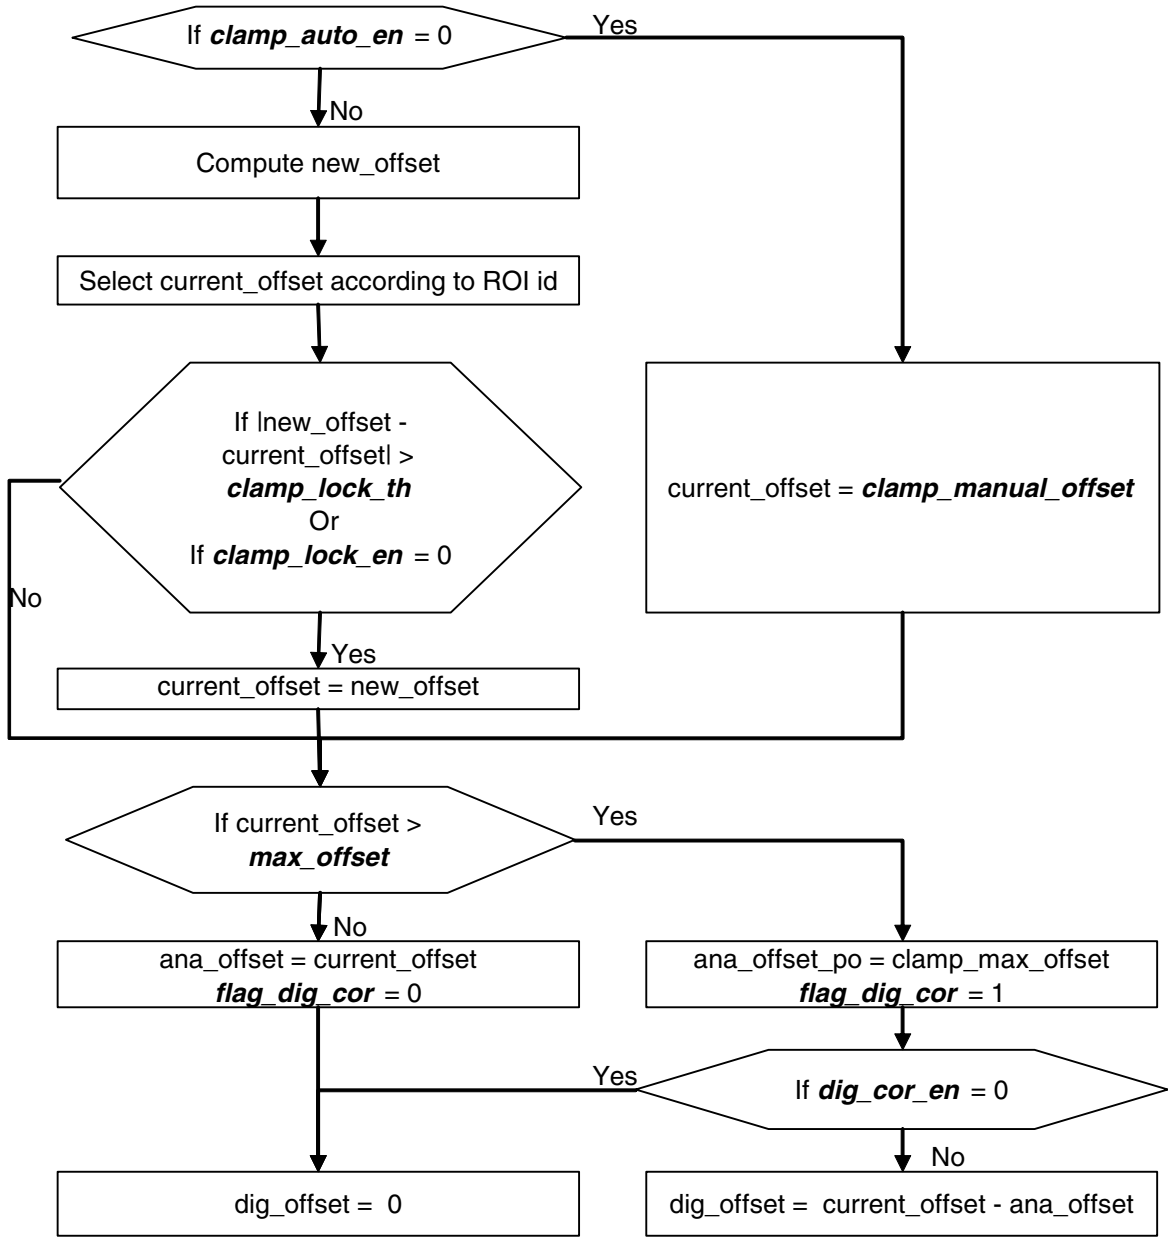 If clamp_auto_en = 0
Yes
No
Compute new_offset
Select current_offset according to ROI id
If |new_offset -
current_offset| >
clamp_lock_th
Or
If clamp_lock_en = 0
current_offset = clamp_manual_offset
No
Yes
current_offset = new_offset
If current_offset >
max_offset
Yes
No
ana_offset = current_offset
flag_dig_cor = 0
ana_offset_po = clamp_max_offset
flag_dig_cor = 1
Yes
If dig_cor_en = 0
No
dig_offset = 0
dig_offset = current_offset - ana_offset